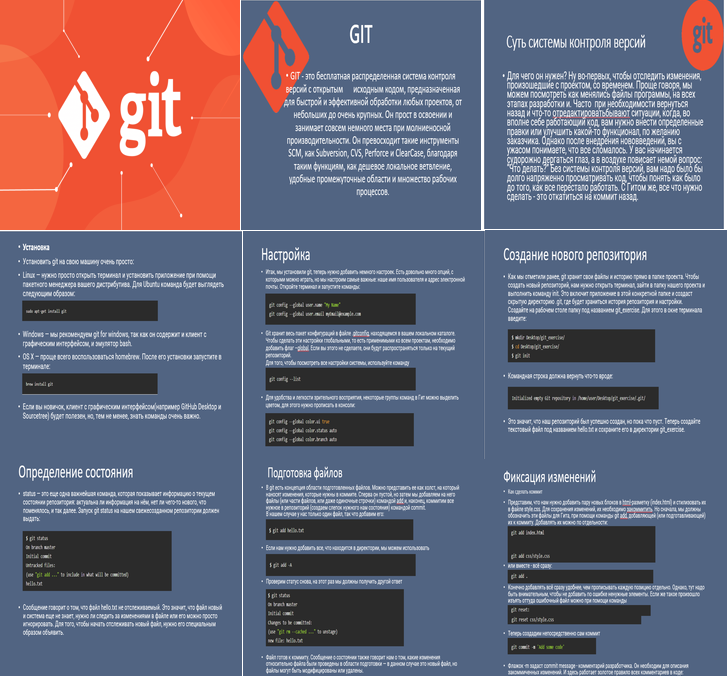 git
GIT
• GIT - это бесплатная распределенная система контроля
версий с открытым исходным кодом, предназначенная
для быстрой и эффективной обработки любых проектов, от
небольших до очень крупных. Он прост в освоении и
занимает совсем немного места при молниеносной
производительности. Он превосходит такие инструменты
SCM, как Subversion, CVS, Perforce и ClearCase, благодаря
таким функциям, как дешевое локальное ветвление,
удобные промежуточные области и множество рабочих
процессов.
git
Суть системы контроля версий
• Для чего он нужен? Ну во-первых, чтобы отследить изменения,
произошедшие с проектом, со временем. Проще говоря, мы
можем посмотреть как менялись файлы программы, на всех
этапах разработки и. Часто при необходимости вернуться
назад и что-то отредактироватьбывают ситуации, когда, во
вполне себе работающий код, вам нужно внести определенные
правки или улучшить какой-то функционал, по желанию
заказчика. Однако после внедрения нововведений, вы с
ужасом понимаете, что все сломалось. У вас начинается
судорожно дергаться глаз, а в воздухе повисает немой вопрос:
"Что делать?" Без системы контроля версий, вам надо было бы
долго напряженно просматривать код, чтобы понять как было
до того, как все перестало работать. С Гитом же, все что нужно
сделать - это откатиться на коммит назад.
• Установка
• Установить git на свою машину очень просто:
• Linux — нужно просто открыть терминал и установить приложение при помощи
пакетного менеджера вашего дистрибутива. Для Ubuntu команда будет выглядеть
следующим образом:
sudo apt-get install git
• Windows — мы рекомендуем git for windows, так как он содержит и клиент с
графическим интерфейсом, и эмулятор bash.
• OS X — проще всего воспользоваться homebrew. После его установки запустите в
терминале:
brew install git
• Если вы новичок, клиент с графическим интерфейсом(например GitHub Desktop и
Sourcetree) будет полезен, но, тем не менее, знать команды очень важно.
Настройка
• Итак, мы установили git, теперь нужно добавить немного настроек. Есть довольно много опций, с
которыми можно играть, но мы настроим самые важные: наше имя пользователя и адрес электронной
почты. Откройте терминал и запустите команды:
git config --global user.name "My Name"
git config --global user.email myEmail@example.com
• Git хранит весь пакет конфигураций в файле .gitconfig, находящемся в вашем локальном каталоге.
Чтобы сделать эти настройки глобальными, то есть применимыми ко всем проектам, необходимо
добавить флаг –global. Если вы этого не сделаете, они будут распространяться только на текущий
репозиторий.
Для того, чтобы посмотреть все настройки системы, используйте команду
git config --list
• Для удобства и легкости зрительного восприятия, некоторые группы команд в Гит можно выделить
цветом, для этого нужно прописать в консоли:
git config --global color.ui true
git config --global color.status auto
git config --global color.branch auto
Создание нового репозитория
• Как мы отметили ранее, git хранит свои файлы и историю прямо в папке проекта. Чтобы
создать новый репозиторий, нам нужно открыть терминал, зайти в папку нашего проекта и
выполнить команду init. Это включит приложение в этой конкретной папке и создаст
скрытую директорию .git, где будет храниться история репозитория и настройки.
Создайте на рабочем столе папку под названием git_exercise. Для этого в окне терминала
введите:
$ mkdir Desktop/git_exercise/
$ cd Desktop/git_exercise/
$ git init
• Командная строка должна вернуть что-то вроде:
Initialized empty Git repository in /home/user/Desktop/git_exercise/.git/
• Это значит, что наш репозиторий был успешно создан, но пока что пуст. Теперь создайте
текстовый файл под названием hello.txt и сохраните его в директории git_exercise.
Определение состояния
• status — это еще одна важнейшая команда, которая показывает информацию о текущем
состоянии репозитория: актуальна ли информация на нём, нет ли чего-то нового, что
поменялось, и так далее. Запуск git status на нашем свежесозданном репозитории должен
выдать:
$ git status
On branch master
Initial commit
Untracked files:
(use "git add ..." to include in what will be committed)
hello.txt
• Сообщение говорит о том, что файл hello.txt не отслеживаемый. Это значит, что файл новый
и система еще не знает, нужно ли следить за изменениями в файле или его можно просто
игнорировать. Для того, чтобы начать отслеживать новый файл, нужно его специальным
образом объявить.
Подготовка файлов
• В git есть концепция области подготовленных файлов. Можно представить ее как холст, на который
наносят изменения, которые нужны в коммите. Сперва он пустой, но затем мы добавляем на него
файлы (или части файлов, или даже одиночные строчки) командой add и, наконец, коммитим все
нужное в репозиторий (создаем слепок нужного нам состояния) командой commit.
В нашем случае у нас только один файл, так что добавим его:
$ git add hello.txt
• Если нам нужно добавить все, что находится в директории, мы можем использовать
$ git add -A
• Проверим статус снова, на этот раз мы должны получить другой ответ
$ git status
On branch master
Initial commit
Changes to be committed:
(use "git rm --cached ..." to unstage)
new file: hello.txt
• Файл готов к коммиту. Сообщение о состоянии также говорит нам о том, какие изменения
относительно файла были проведены в области подготовки — в данном случае это новый файл, но
файлы могут быть модифицированы или удалены.
Фиксация изменений
• Как сделать коммит
• Представим, что нам нужно добавить пару новых блоков в html-разметку (index.html) и стилизовать их
в файле style.css. Для сохранения изменений, их необходимо закоммитить. Но сначала, мы должны
обозначить эти файлы для Гита, при помощи команды git add, добавляющей (или подготавливающей)
их к коммиту. Добавлять их можно по отдельности:
git add index.html
git add css/style.css
• или вместе - всё сразу:
git add .
• Конечно добавлять всё сразу удобнее, чем прописывать каждую позицию отдельно. Однако, тут надо
быть внимательным, чтобы не добавить по ошибке ненужные элементы. Если же такое произошло
изъять оттуда ошибочный файл можно при помощи команды
git reset:
git reset css/style.css
• Теперь создадим непосредственно сам коммит
git commit -m 'Add some code'
• Флажок -m задаст commit message - комментарий разработчика. Он необходим для описания
закоммиченных изменений. И здесь работает золотое правило всех комментариев в коде: